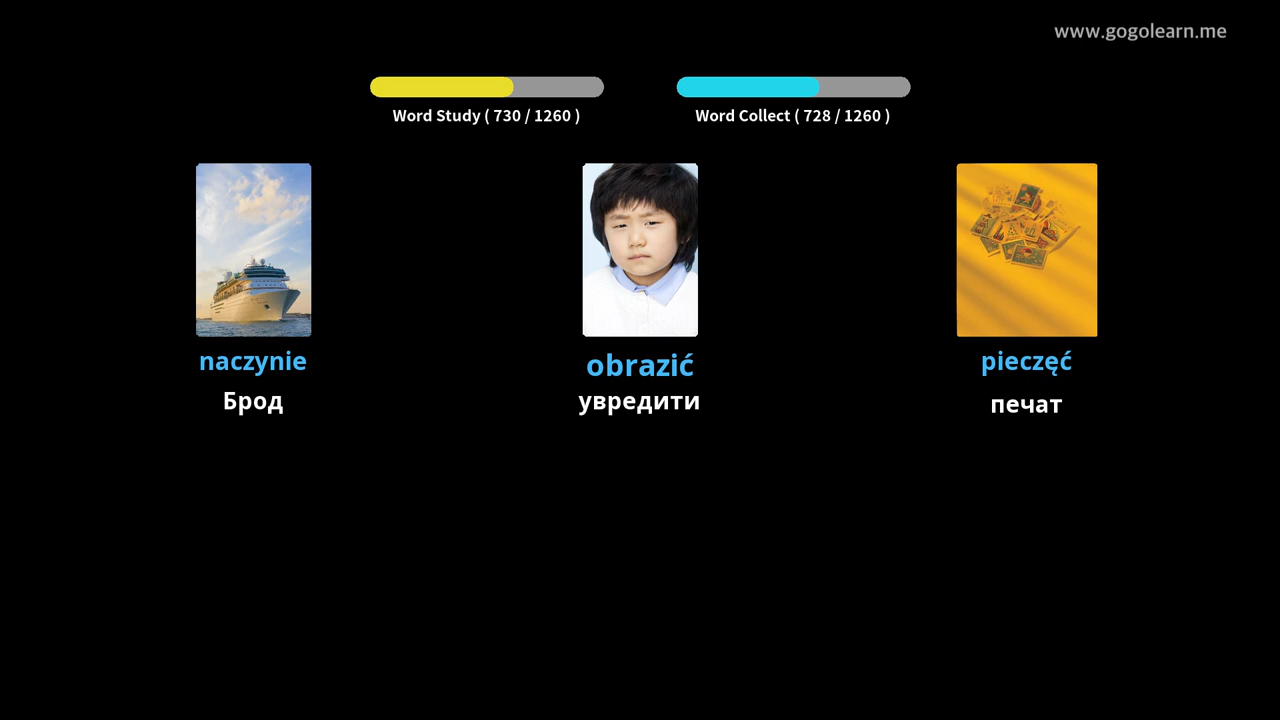 www.gogolearn.me
Word Study ( 730 / 1260 )
Word Collect ( 728 / 1260 )
naczynie
Брод
obrazić
увредити
pieczęć
печат